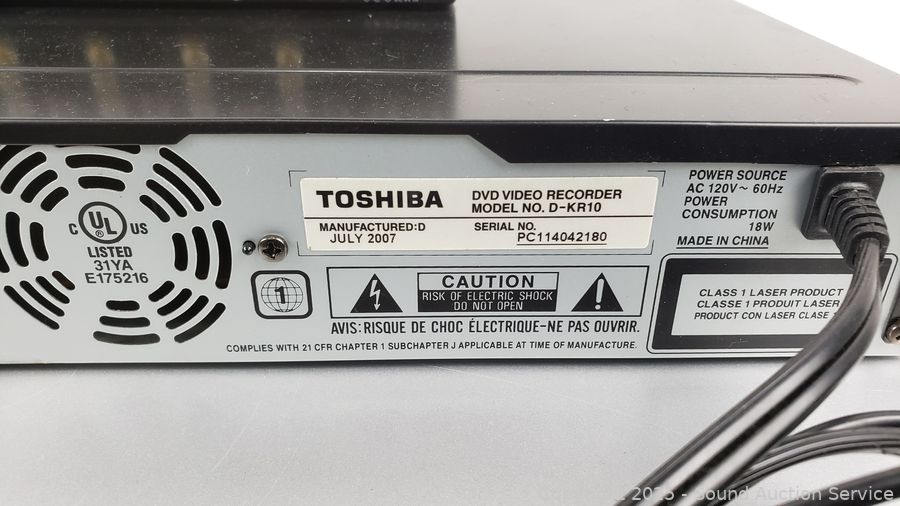 C UL US
LISTED
31YA
E175216
TOSHIBA
DVD VIDEO RECORDER
MODEL NO. D-KR10
MANUFACTURED:D
JULY 2007
SERIAL NO.
PC114042180
POWER SOURCE
AC 120V~ 60Hz
POWER
CONSUMPTION
18W
MADE IN CHINA
1
CAUTION
RISK OF ELECTRIC SHOCK
DO NOT OPEN
!
AVIS: RISQUE DE CHOC ÉLECTRIQUE-NE PAS OUVRIR.
COMPLIES WITH 21 CFR CHAPTER 1 SUBCHAPTER J APPLICABLE AT TIME OF MANUFACTURE.
CLASS 1 LASER PRODUCT
CLASSE 1 PRODUIT LASER
PRODUCTO CON LASER CLASE 1
Sound Auction Service